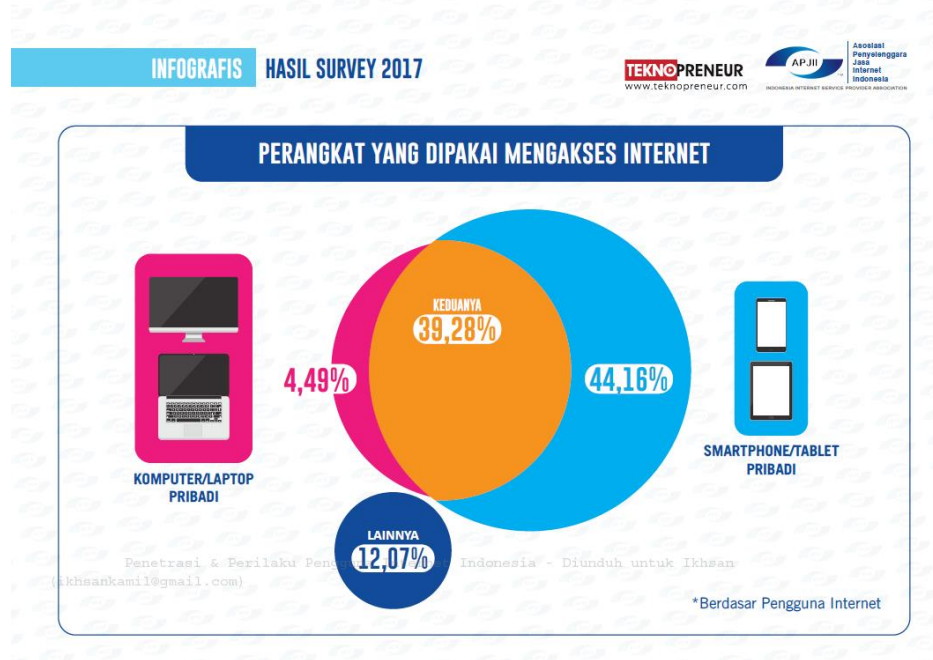 INFOGRAFIS HASIL SURVEY 2017
TEKNOPRENEUR
www.teknopreneur.com
APJII
Asosiasi
Penyelenggara
Jasa
Internet
Indonesia
INDONESIA INTERNET SERVICE PROVIDER ASSOCIATION
PERANGKAT YANG DIPAKAI MENGAKSES INTERNET
KEDUANYA
39,28%
4,49%
44,16%
KOMPUTER/LAPTOP
PRIBADI
SMARTPHONE/TABLET
PRIBADI
LAINNYA
12,07%
Penetrasi & Perilaku Pengguna Internet Indonesia - Diunduh untuk Ikhsan
(ikhsankamil@gmail.com)
*Berdasar Pengguna Internet